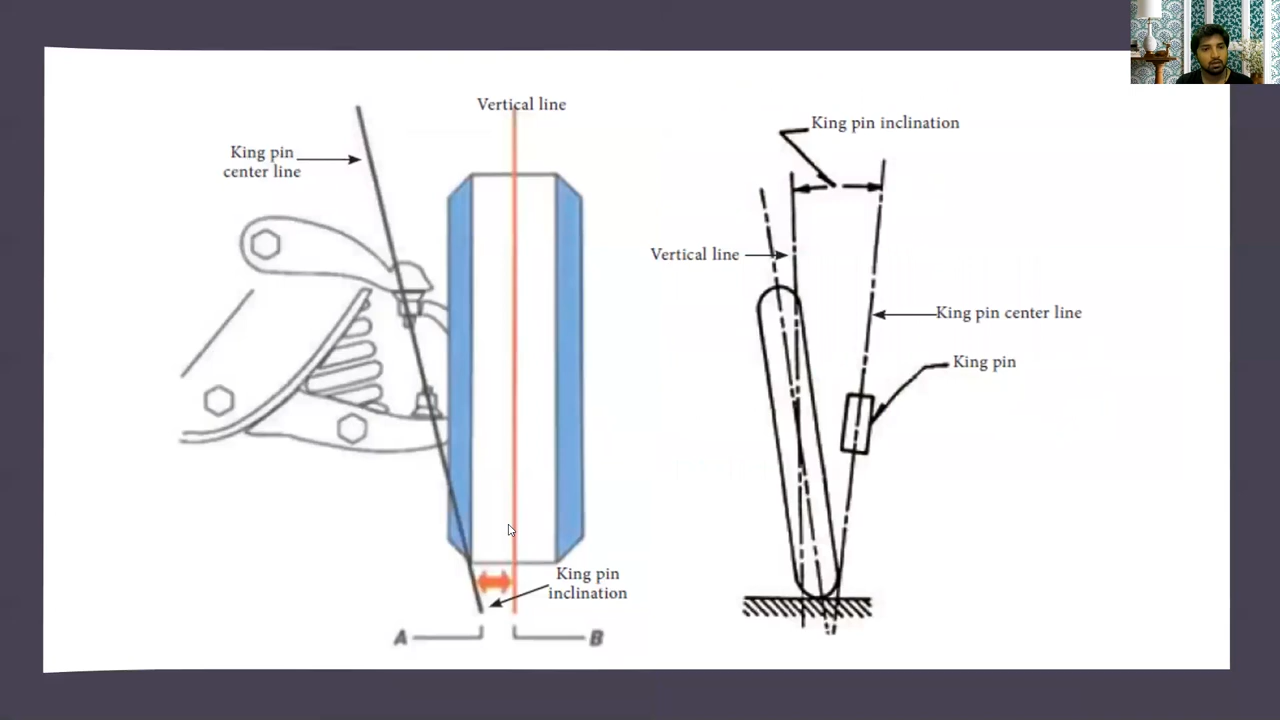 Vertical line
King pin
center line
King pin
inclination
A
B
King pin inclination
Vertical line
King pin center line
King pin